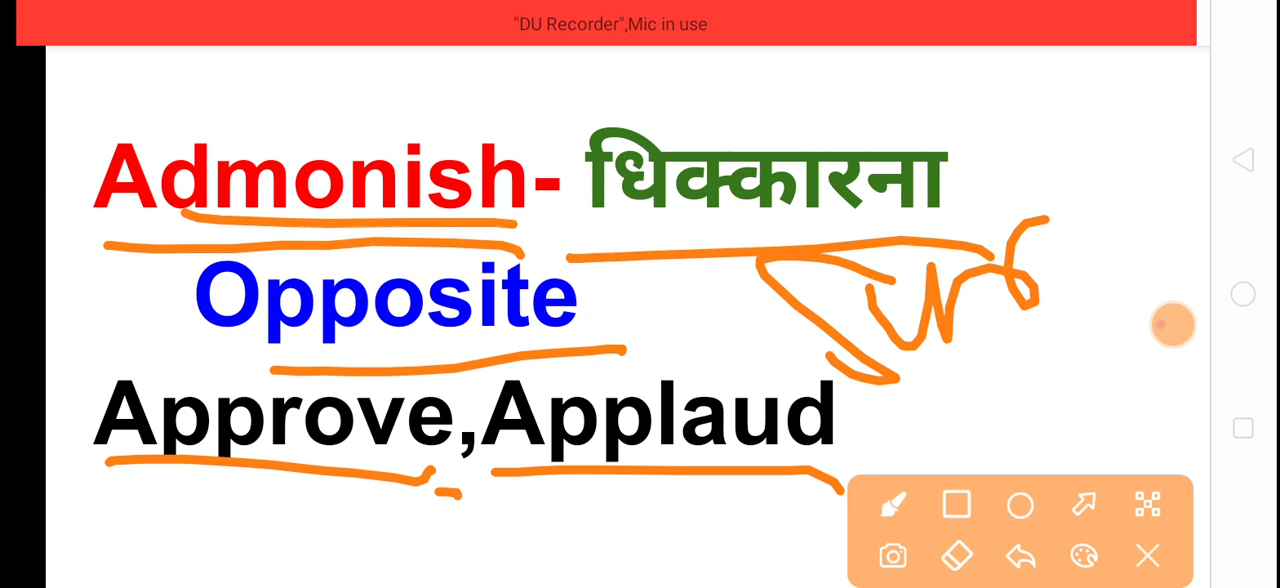 "DU Recorder",Mic in use
Admonish- धिक्कारना
Opposite
Approve,Applaud